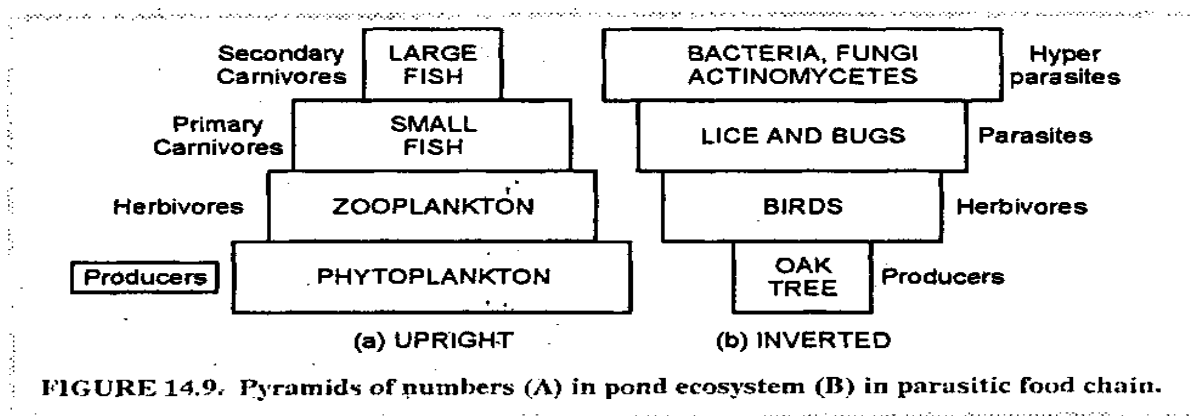 Secondary
Carnivores
LARGE
FISH
Primary
Carnivores
SMALL
FISH
Herbivores
ZOOPLANKTON
Producers
PHYTOPLANKTON
(a) UPRIGHT
BACTERIA, FUNGI
ACTINOMYCETES
Hyper
parasites
LICE AND BUGS
Parasites
BIRDS
Herbivores
OAK
TREE
Producers
(b) INVERTED
FIGURE 14.9. Pyramids of numbers (A) in pond ecosystem (B) in parasitic food chain.